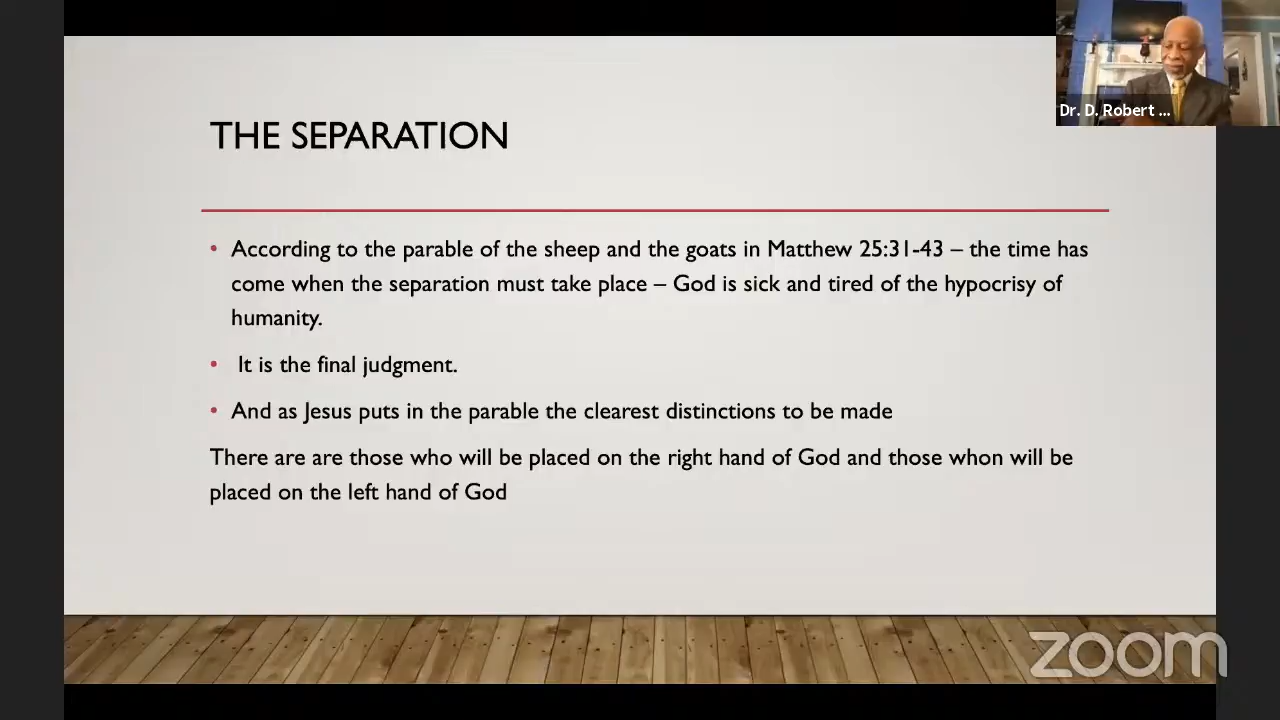 Dr. D. Robert ...
THE SEPARATION
• According to the parable of the sheep and the goats in Matthew 25:31-43 – the time has
come when the separation must take place – God is sick and tired of the hypocrisy of
humanity.
• It is the final judgment.
• And as Jesus puts in the parable the clearest distinctions to be made
There are are those who will be placed on the right hand of God and those whon will be
placed on the left hand of God
zoom